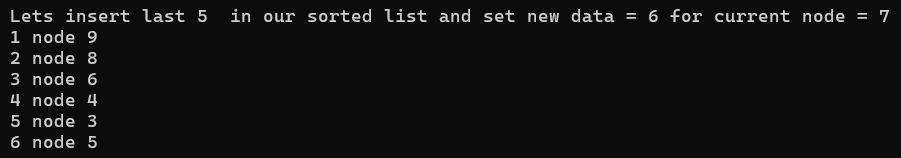 Lets insert last 5  in our sorted list and set new data = 6 for current node = 7
1 node 9
2 node 8
3 node 6
4 node 4
5 node 3
6 node 5